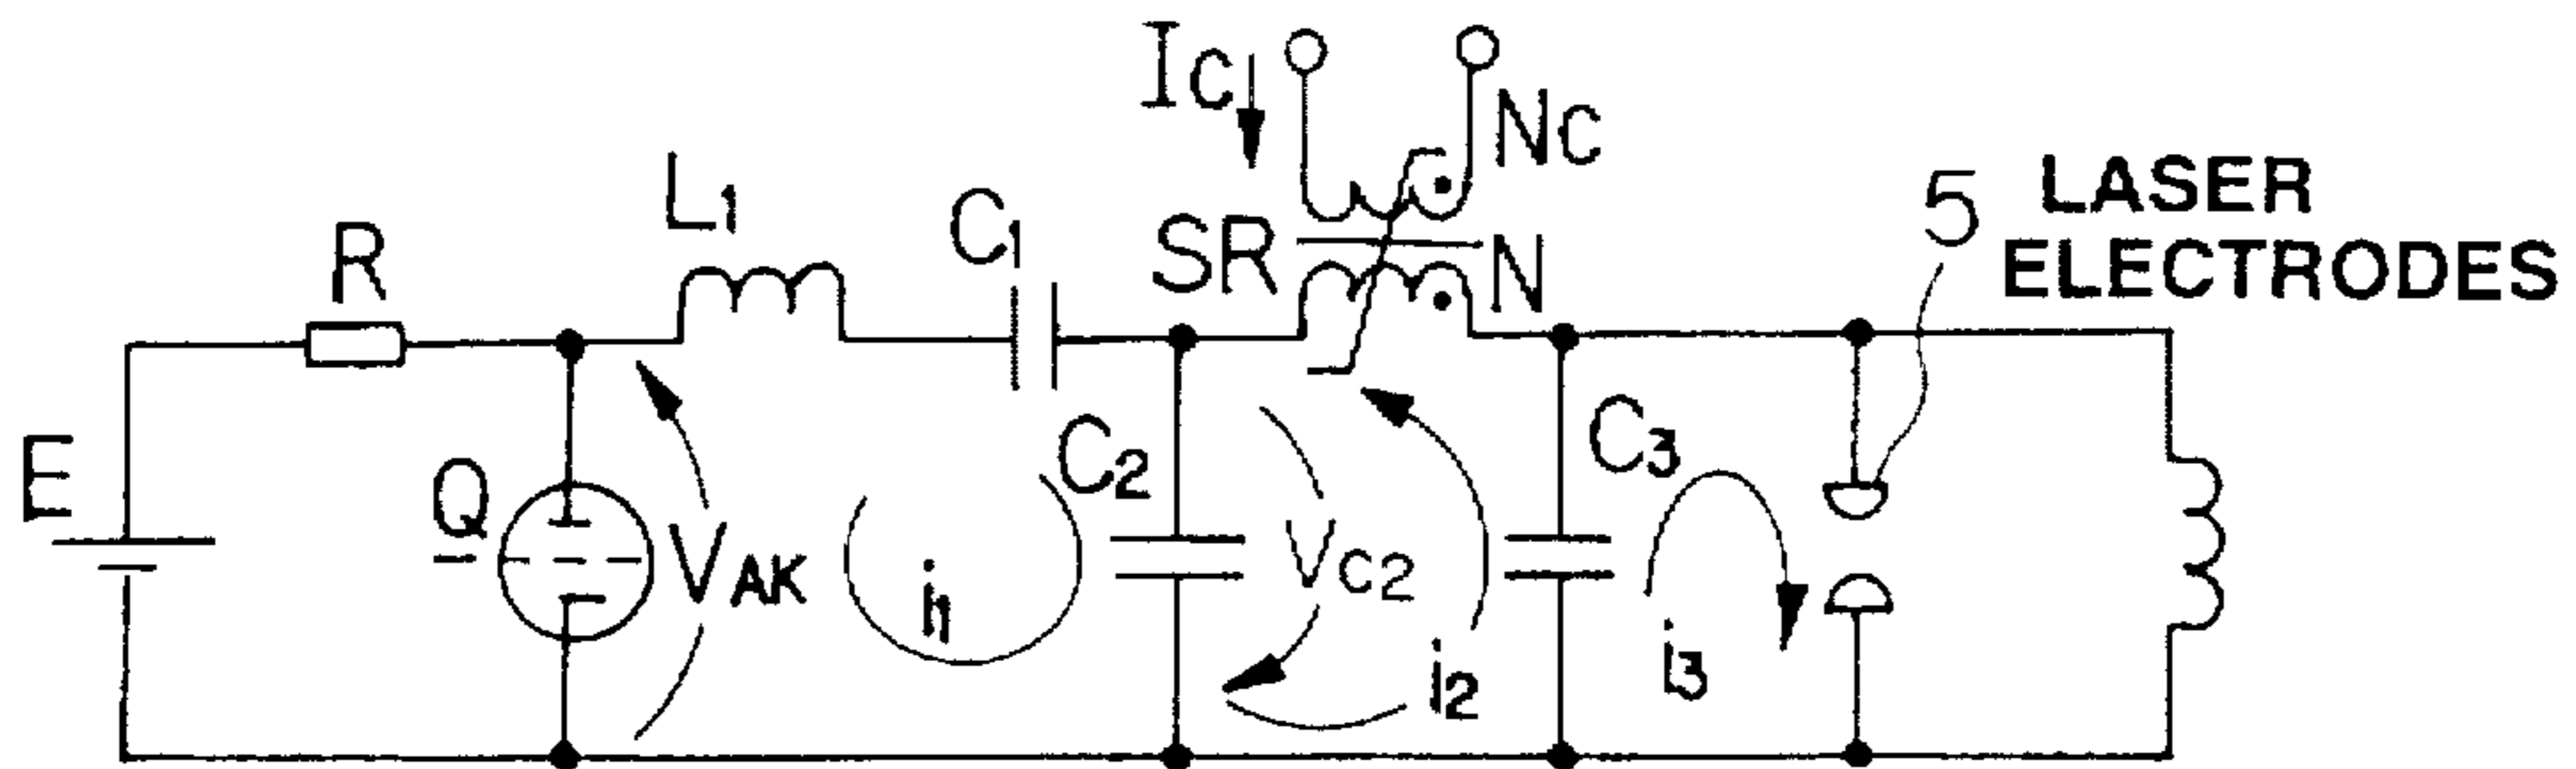 Ic
Nc
L1
C1
SR
N
5
LASER
ELECTRODES
R
E
Q
VAK
i1
C2
Vc2
i2
C3
i3